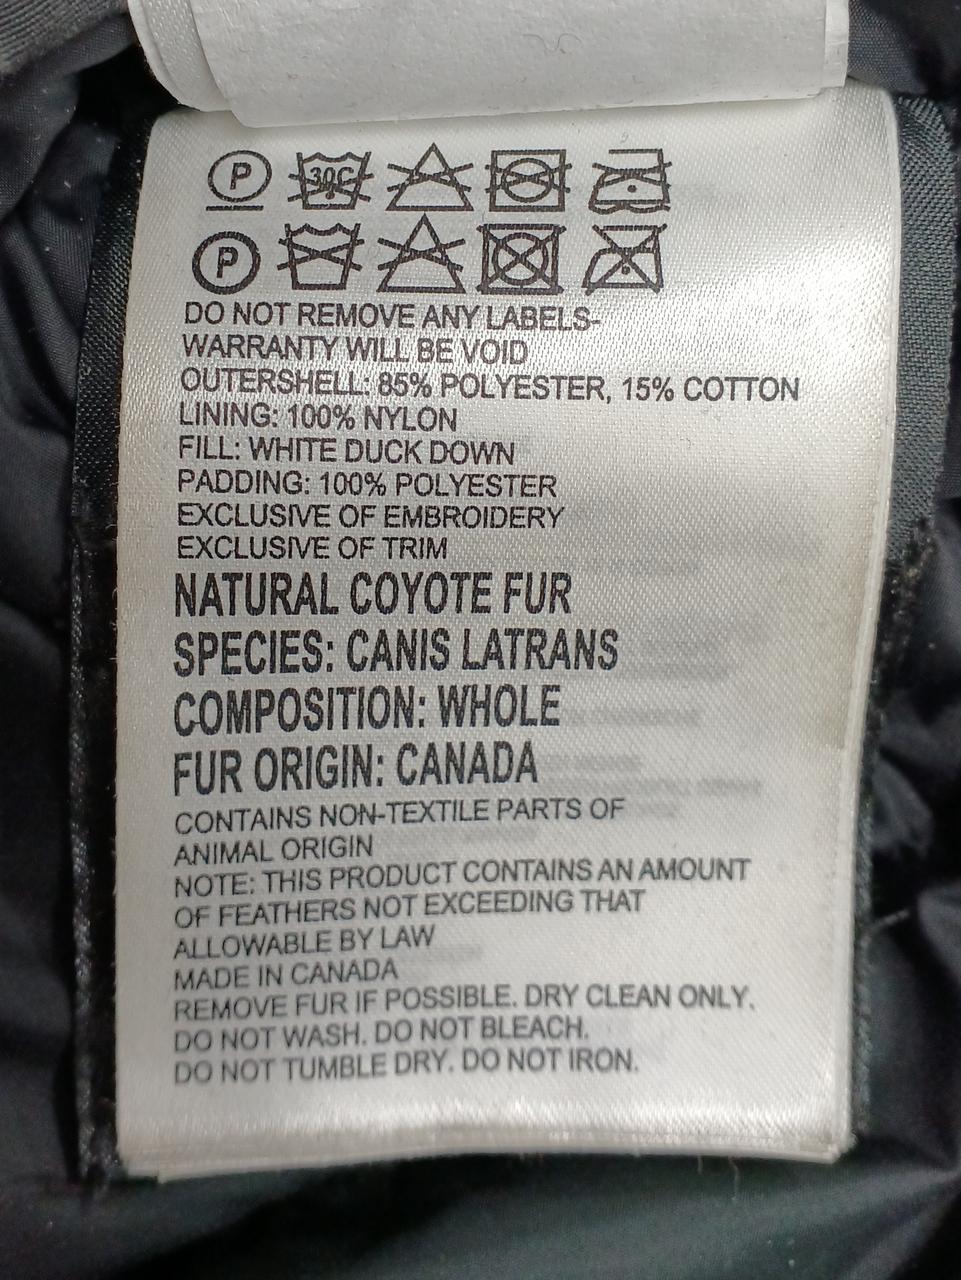 P 30C
P
DO NOT REMOVE ANY LABELS-
WARRANTY WILL BE VOID
OUTERSHELL: 85% POLYESTER, 15% COTTON
LINING: 100% NYLON
FILL: WHITE DUCK DOWN
PADDING: 100% POLYESTER
EXCLUSIVE OF EMBROIDERY
EXCLUSIVE OF TRIM
NATURAL COYOTE FUR
SPECIES: CANIS LATRANS
COMPOSITION: WHOLE
FUR ORIGIN: CANADA
CONTAINS NON-TEXTILE PARTS OF
ANIMAL ORIGIN
NOTE: THIS PRODUCT CONTAINS AN AMOUNT
OF FEATHERS NOT EXCEEDING THAT
ALLOWABLE BY LAW
MADE IN CANADA
REMOVE FUR IF POSSIBLE. DRY CLEAN ONLY.
DO NOT WASH. DO NOT BLEACH.
DO NOT TUMBLE DRY. DO NOT IRON.